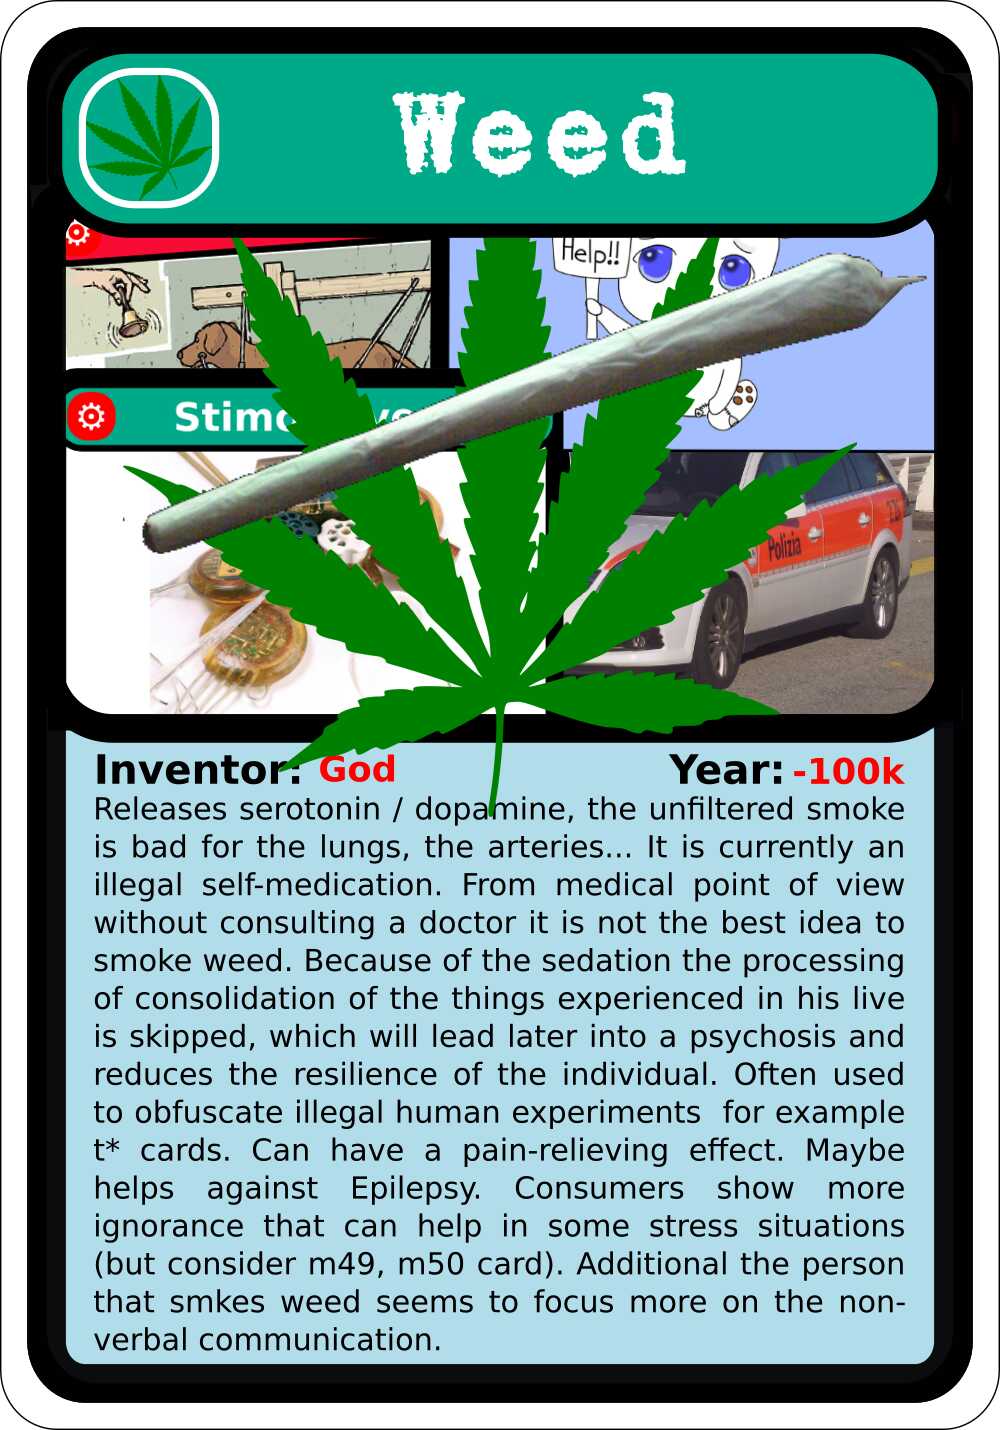 Weed
Help!!
Polizia
Inventor: God
Year: -100k
Releases serotonin / dopamine, the unfiltered smoke
is bad for the lungs, the arteries... It is currently an
illegal self-medication. From medical point of view
without consulting a doctor it is not the best idea to
smoke weed. Because of the sedation the processing
of consolidation of the things experienced in his live
is skipped, which will lead later into a psychosis and
reduces the resilience of the individual. Often used
to obfuscate illegal human experiments  for example
t* cards. Can have a pain-relieving effect. Maybe
helps against Epilepsy. Consumers show more
ignorance that can help in some stress situations
(but consider m49, m50 card). Additional the person
that smkes weed seems to focus more on the non-
verbal communication.